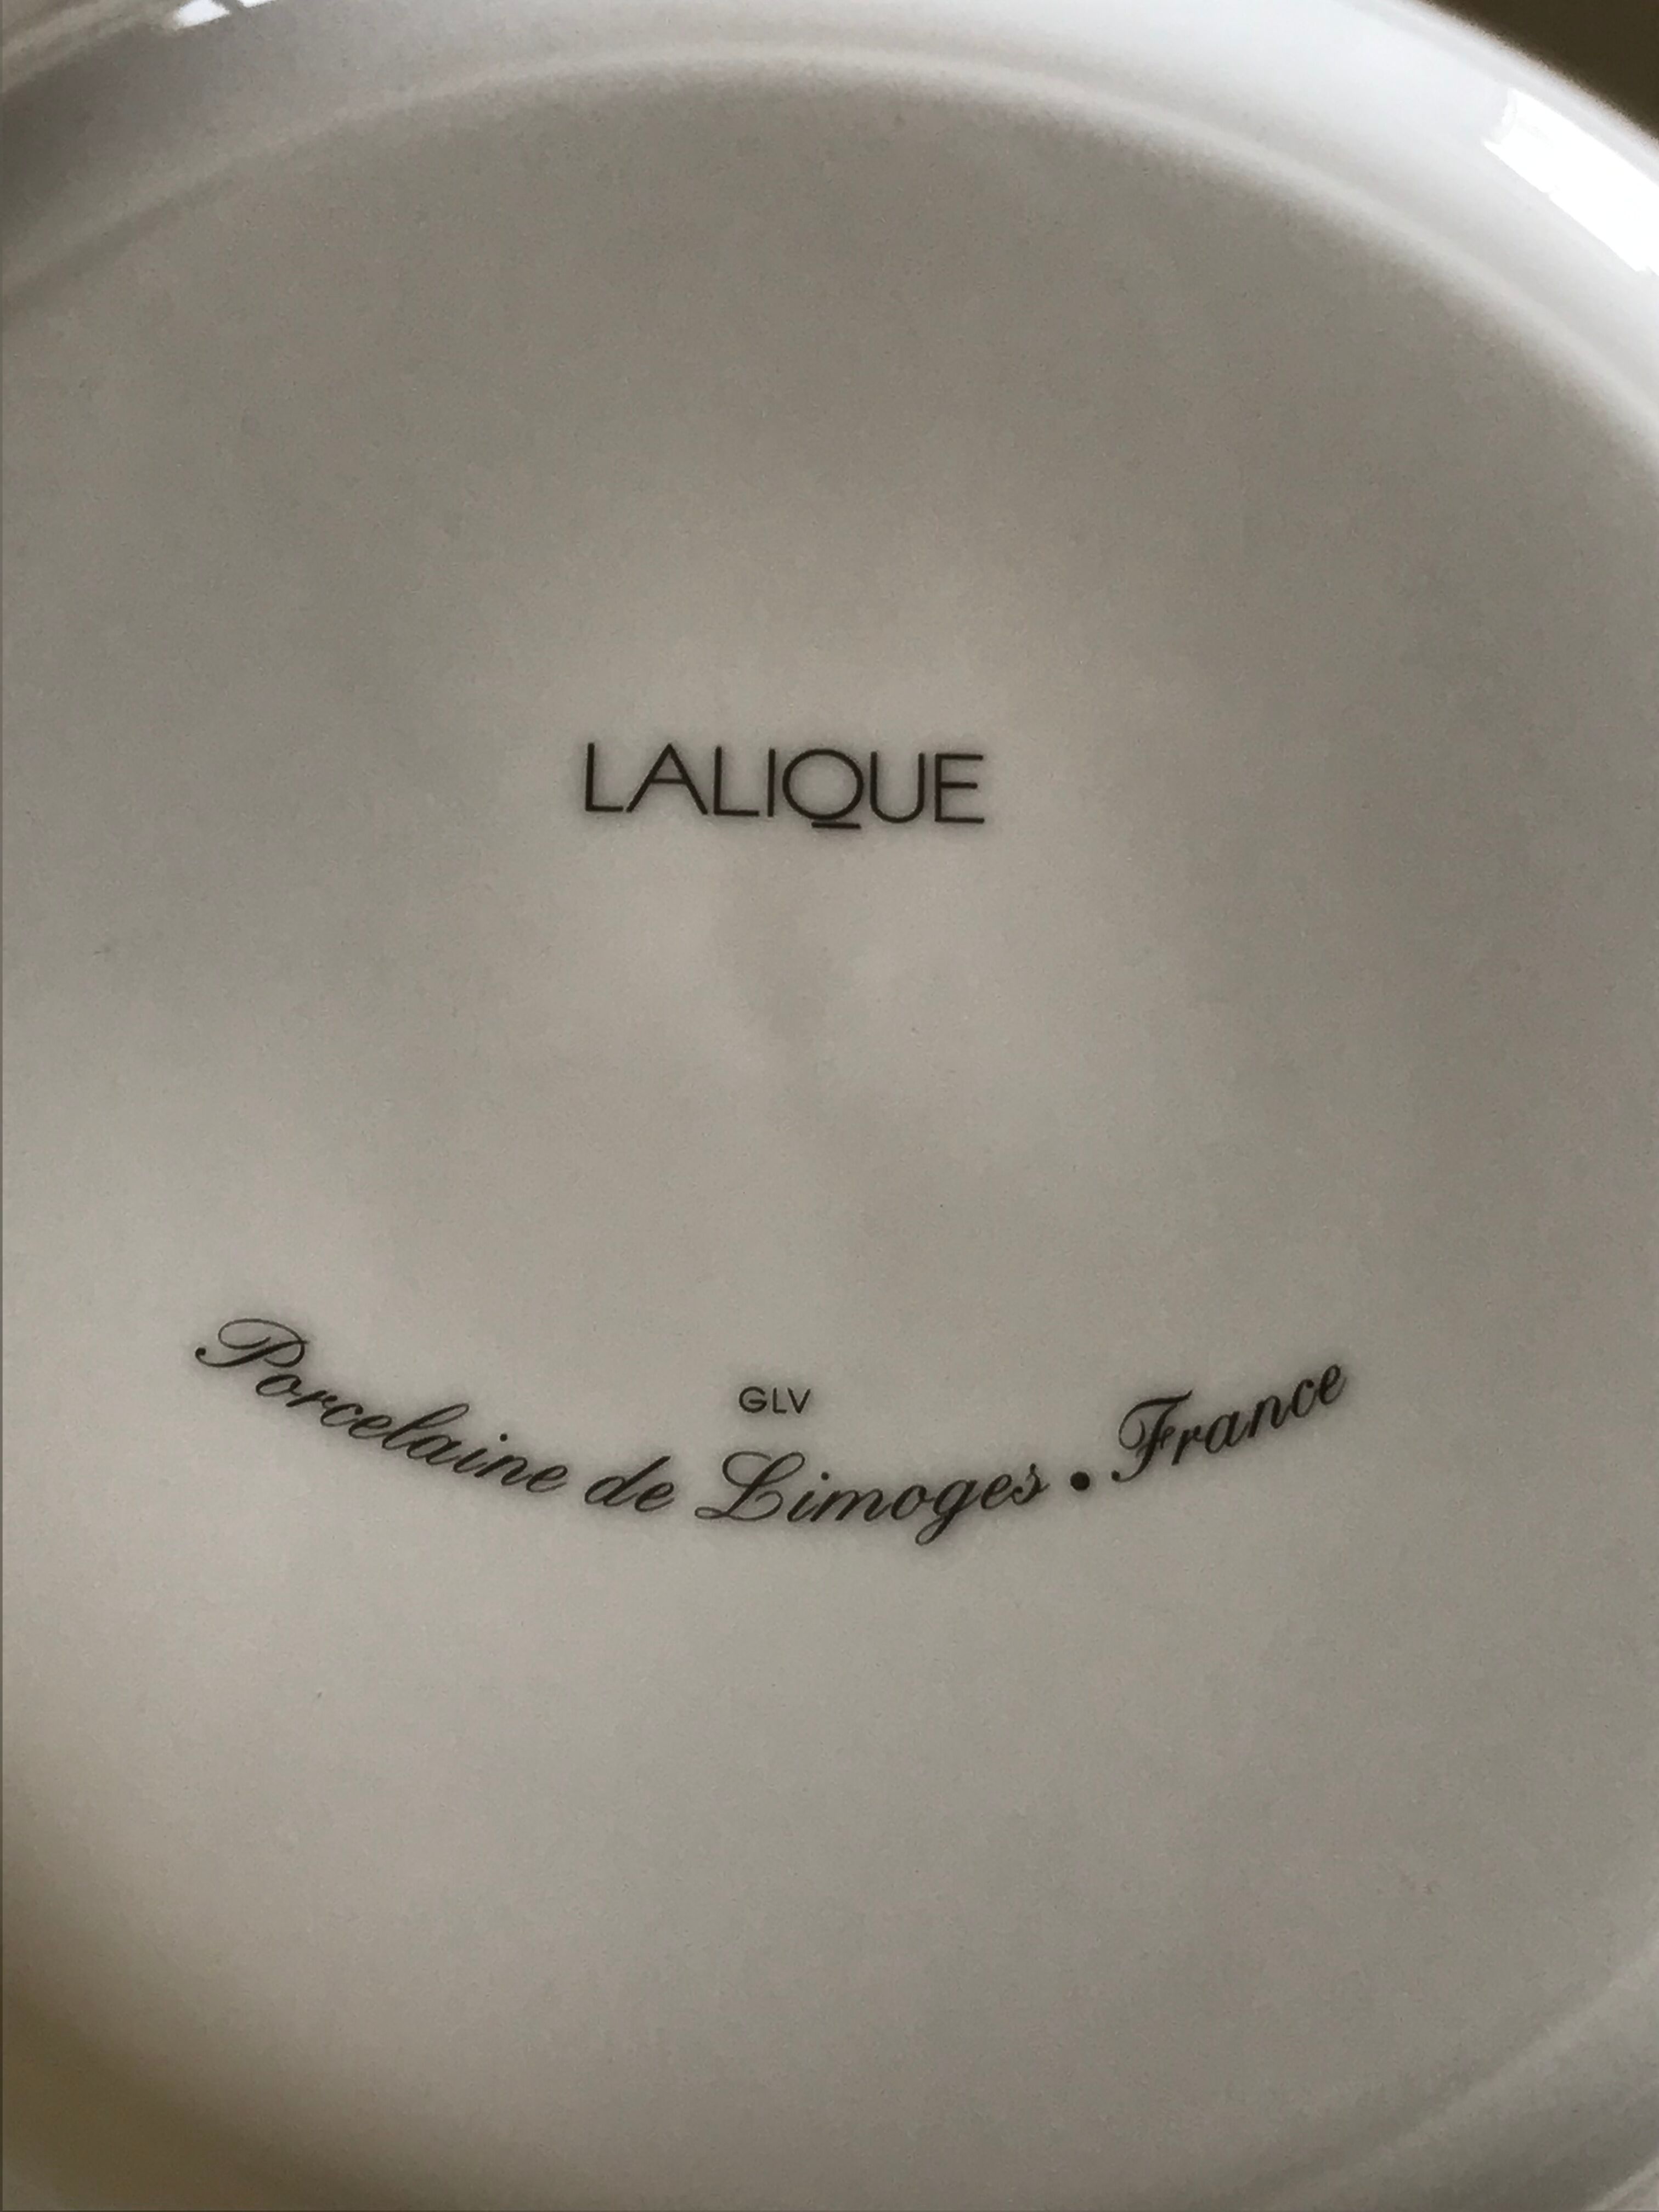 LALIQUE
GLV
Porcelaine de Limoges • France